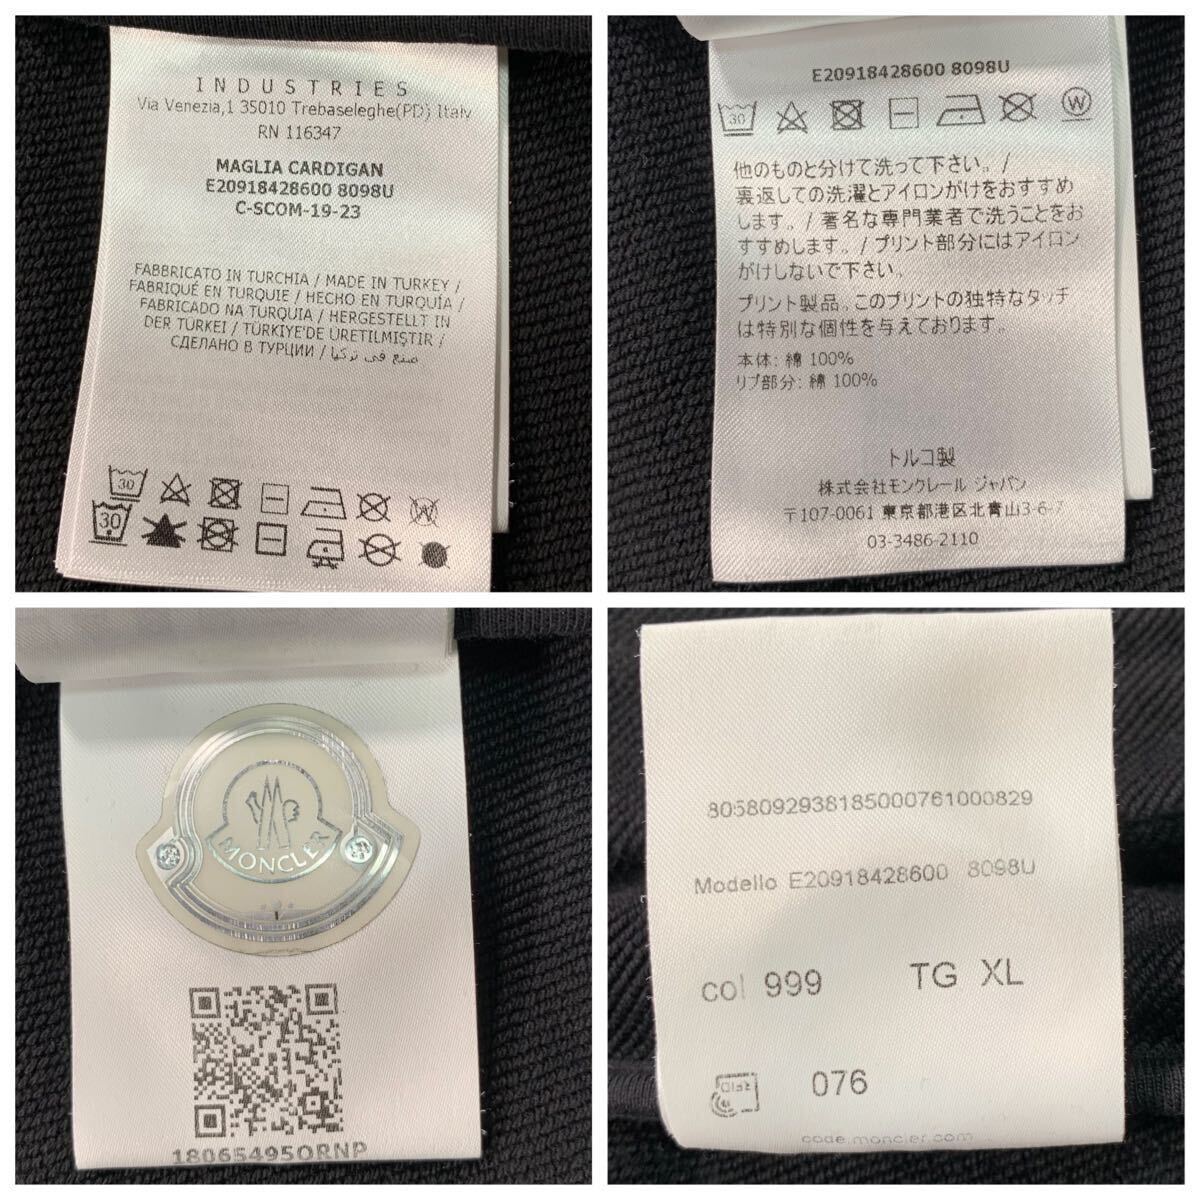 INDUSTRIES
Via Venezia,1 35010 Trebaseleghe(PD) Italy
RN 116347
MAGLIA CARDIGAN
E20918428600 8098U
C-SCOM-19-23
FABBRICATO IN TURCHIA / MADE IN TURKEY /
FABRIQUÉ EN TURQUIE / HECHO EN TURQUÍA/
FABRICADO NA TURQUIA / HERGESTELLT IN
DER TÜRKEI / TÜRKIYE'DE ÜRETILMIŞTIR /
СДЕЛАНО В ТУРЦИИ / صنع في تركيا /
30
30
W
E20918428600 8098U
30
W
他のものと分けて洗って下さい。/
裏返しての洗濯とアイロンがけをおすすめ
します。/ 著名な専門業者で洗うことをお
すすめします。/ プリント部分にはアイロン
がけしないで下さい。
プリント製品。このプリントの独特なタッチ
は特別な個性を与えております。
本体: 綿 100%
リブ部分: 綿 100%
トルコ製
株式会社モンクレール ジャパン
〒107-0061 東京都港区北青山3-6-7
03-3486-2110
MONCLER
180654950RNP
8058092938185000761000829
Modello E20918428600 8098U
col 999 TG XL
RFID
076
code.moncler.com